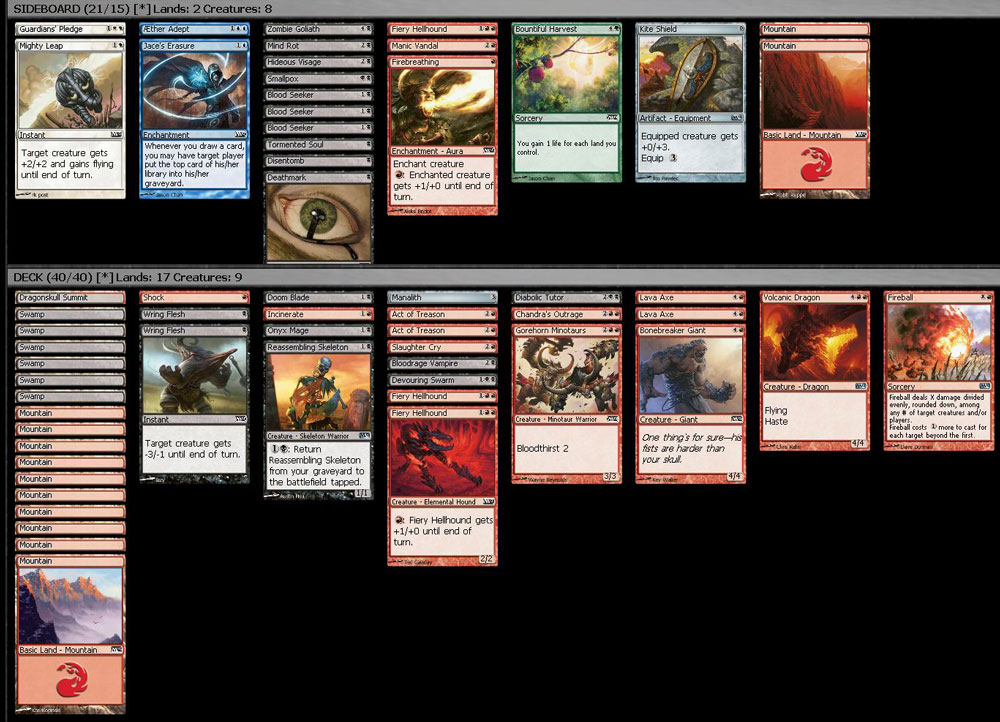 SIDEBOARD (21/15) [*] Lands: 2 Creatures: 8
Guardians' Pledge
Mighty Leap
Instant
Target creature gets
+2/+2 and gains flying
until end of turn.
Æther Adept
Jace's Erasure
Enchantment
Whenever you draw a card,
you may have target player
put the top card of his/her
library into his/her
graveyard.
Jason Chan
Zombie Goliath
Mind Rot
Hideous Visage
Smallpox
Blood Seeker
Blood Seeker
Blood Seeker
Tormented Soul
Disentomb
Deathmark
Fiery Hellhound
Manic Vandal
Firebreathing
Enchantment - Aura
Enchant creature
: Enchanted creature
gets +1/+0 until end of
turn.
Bountiful Harvest
Sorcery
You gain 1 life for each land you
control.
Jason Chan
Kite Shield
Artifact - Equipment
Equipped creature gets
+0/+3.
Equip 3
Mountain
Mountain
Basic Land - Mountain
DECK (40/40) [*] Lands: 17 Creatures: 9
Dragonskull Summit
Swamp
Swamp
Swamp
Swamp
Swamp
Swamp
Mountain
Mountain
Mountain
Mountain
Mountain
Mountain
Mountain
Mountain
Mountain
Mountain
Basic Land - Mountain
Shock
Wring Flesh
Wring Flesh
Instant
Target creature gets
-3/-1 until end of turn.
Izzy
Doom Blade
Incinerate
Onyx Mage
Reassembling Skeleton
Creature - Skeleton Warrior
1 : Return
Reassembling Skeleton
from your graveyard to
the battlefield tapped.
1/1
Manalith
Act of Treason
Act of Treason
Slaughter Cry
Bloodrage Vampire
Devouring Swarm
Fiery Hellhound
Fiery Hellhound
Creature - Elemental Hound
: Fiery Hellhound gets
+1/+0 until end of
turn.
2/2
Diabolic Tutor
Chandra's Outrage
Gorehorn Minotaurs
Creature - Minotaur Warrior
Bloodthirst 2
Wayne Reynolds
3/3
Lava Axe
Lava Axe
Bonebreaker Giant
Creature - Giant
One thing's for sure—his
fists are harder than
your skull.
Kev Walker
4/4
Volcanic Dragon
Creature - Dragon
Flying
Haste
Chris Rahn
4/4
Fireball
Sorcery
Fireball deals X damage divided
evenly, rounded down, among
any # of target creatures and/or
players.
Fireball costs 1 more to cast for
each target beyond the first.
Dave Dorman